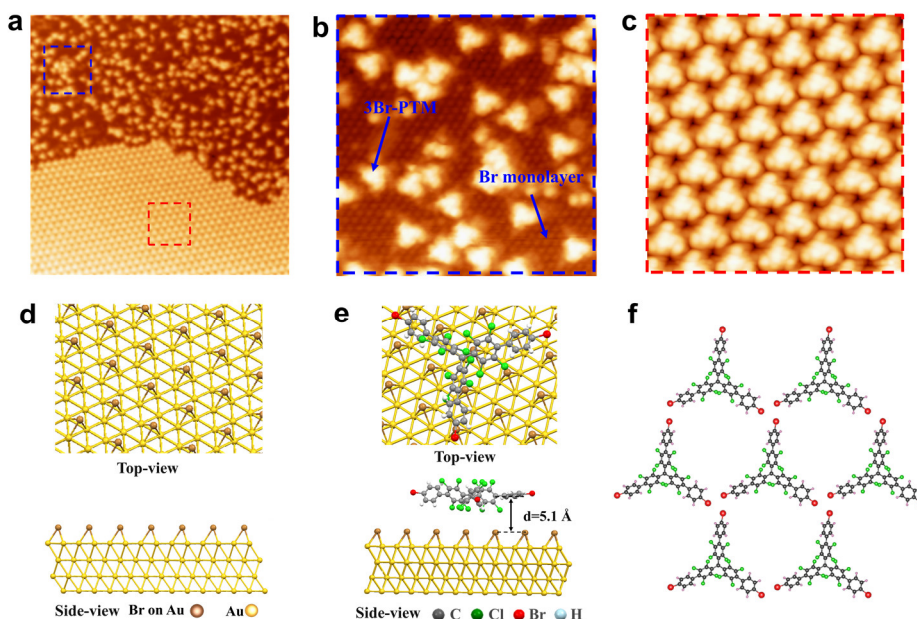 a
b
c
3Br-PTM
Br monolayer
d
e
f
Top-view
Top-view
d=5.1 Å
Side-view Br on Au Au
Side-view C Cl Br H